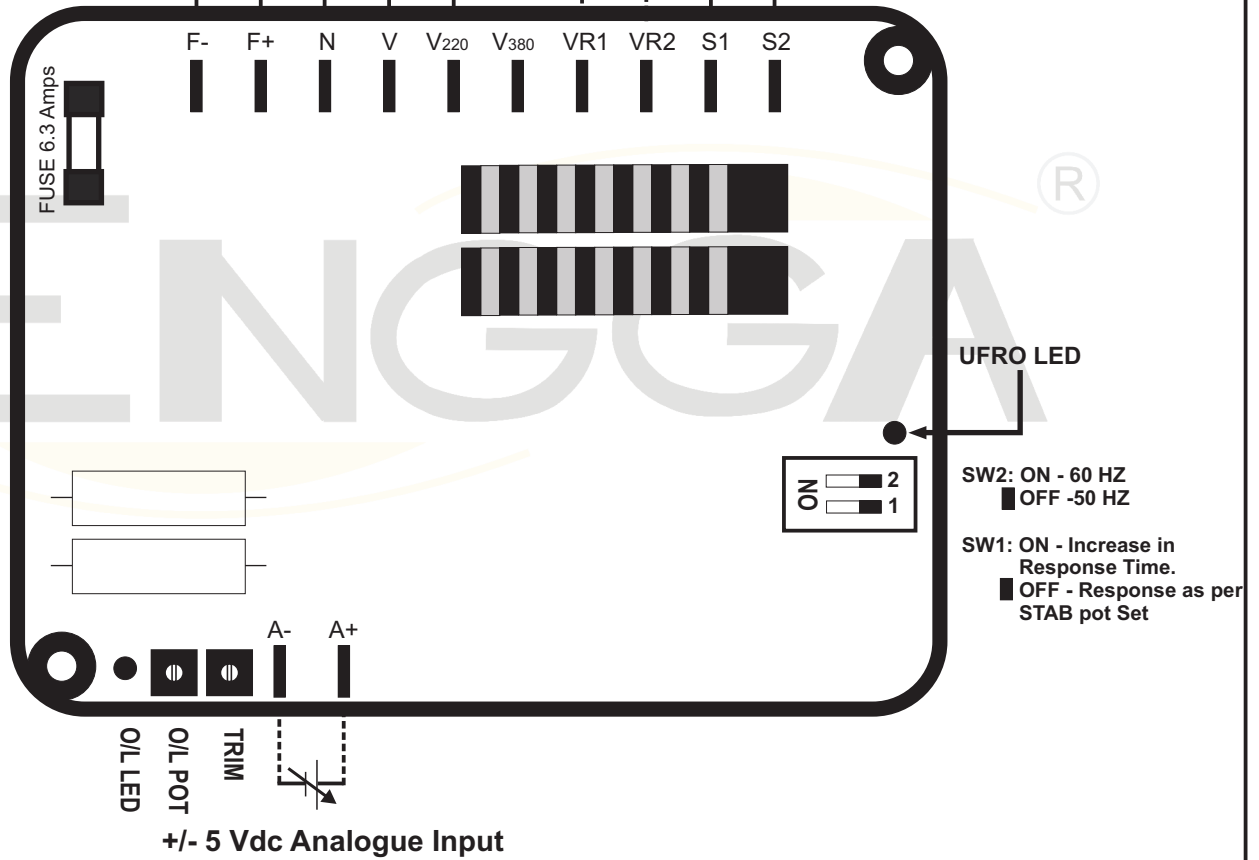 F- F+ N V V220 V380 VR1 VR2 S1 S2
FUSE 6.3 Amps
ENGGA ®
UFRO LED
ON
2
1
SW2: ON - 60 HZ
OFF -50 HZ
SW1: ON - Increase in
Response Time.
OFF - Response as per
STAB pot Set
A- A+
O/L LED
O/L POT
TRIM
+/- 5 Vdc Analogue Input